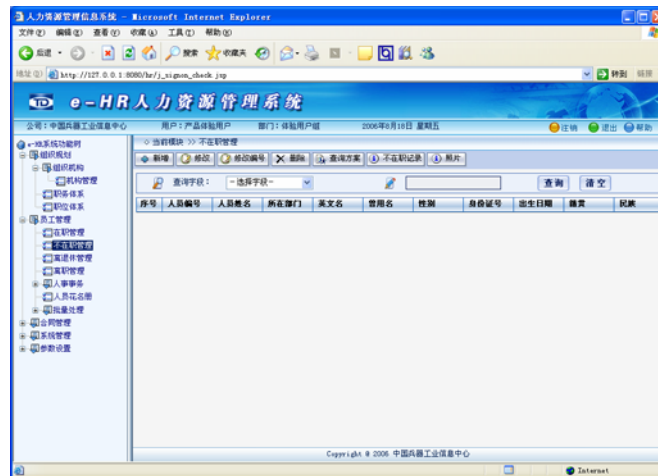 人力资源管理信息系统 - Microsoft Internet Explorer
文件(F) 编辑(E) 查看(V) 收藏(A) 工具(T) 帮助(H)
后退 搜索 收藏夹
地址(D) http://127.0.0.1:8080/hr/j_signon_check.jsp 转到 链接
e-HR人力资源管理系统
公司：中国兵器工业信息中心 用户：产品体验用户 部门：体验用户组 2006年8月18日 星期五 注销 退出 帮助
e-HR系统功能树
组织规划
组织机构
机构管理
职务体系
职位体系
员工管理
在职管理
不在职管理
离退休管理
离职管理
人事事务
人员花名册
批量处理
合同管理
系统管理
参数设置
当前模块 >> 不在职管理
新增 修改 修改编号 删除 查询方案 不在职记录 照片
查询字段： -选择字段- 查询 清空
序号 人员编号 人员姓名 所在部门 英文名 曾用名 性别 身份证号 出生日期 籍贯 民族
Copyright @ 2006 中国兵器工业信息中心
Internet